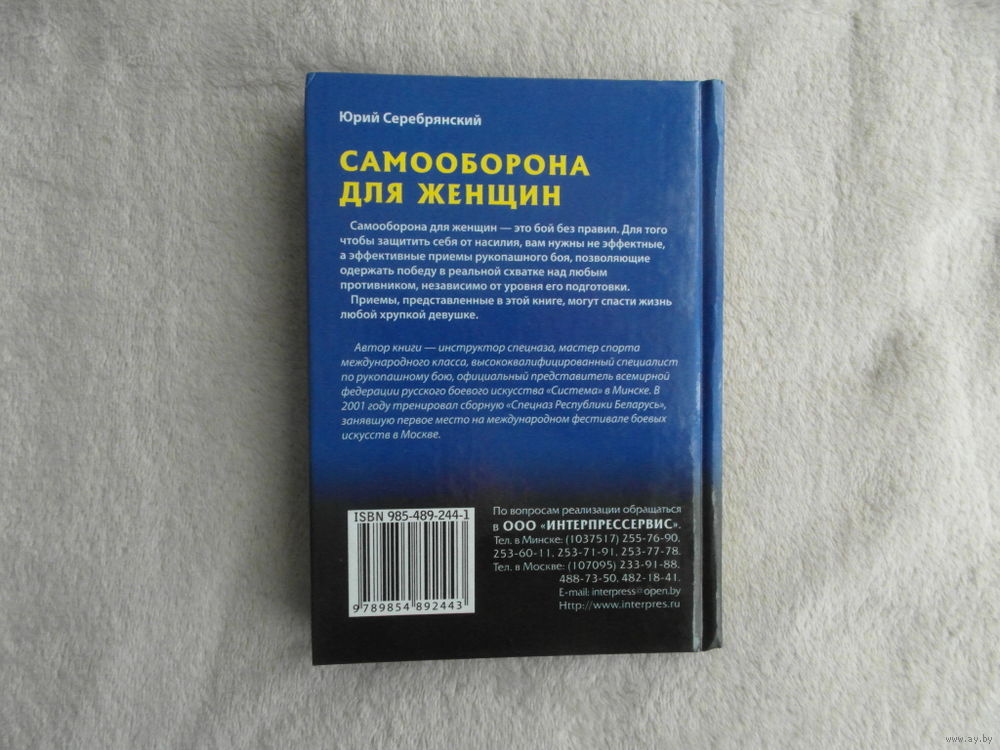 Юрий Серебрянский
САМООБОРОНА
ДЛЯ ЖЕНЩИН
Самооборона для женщин — это бой без правил. Для того
чтобы защитить себя от насилия, вам нужны не эффектные,
а эффективные приемы рукопашного боя, позволяющие
одержать победу в реальной схватке над любым
противником, независимо от уровня его подготовки.
Приемы, представленные в этой книге, могут спасти жизнь
любой хрупкой девушке.
Автор книги — инструктор спецназа, мастер спорта
международного класса, высококвалифицированный специалист
по рукопашному бою, официальный представитель всемирной
федерации русского боевого искусства «Система» в Минске. В
2001 году тренировал сборную «Спецназ Республики Беларусь»,
занявшую первое место на международном фестивале боевых
искусств в Москве.
ISBN 985-489-244-1
9789854892443
По вопросам реализации обращаться
в ООО «ИНТЕРПРЕССЕРВИС».
Тел. в Минске: (1037517) 255-76-90,
253-60-11, 253-71-91, 253-77-78.
Тел. в Москве: (107095) 233-91-88,
488-73-50, 482-18-41.
E-mail: interpress@open.by
Http://www.interpres.ru
www.ay.by